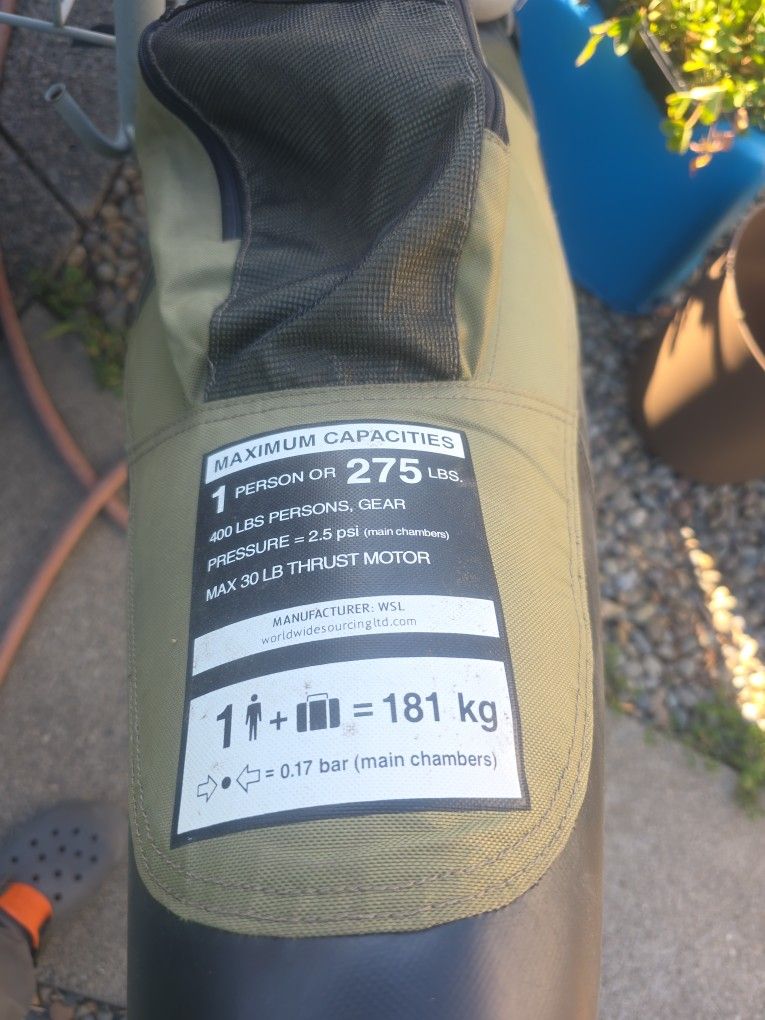 MAXIMUM CAPACITIES
1 PERSON OR 275 LBS.
400 LBS PERSONS, GEAR
PRESSURE = 2.5 psi (main chambers)
MAX 30 LB THRUST MOTOR
MANUFACTURER: WSL
worldwidesourcingltd.com
1 + = 181 kg
= 0.17 bar (main chambers)